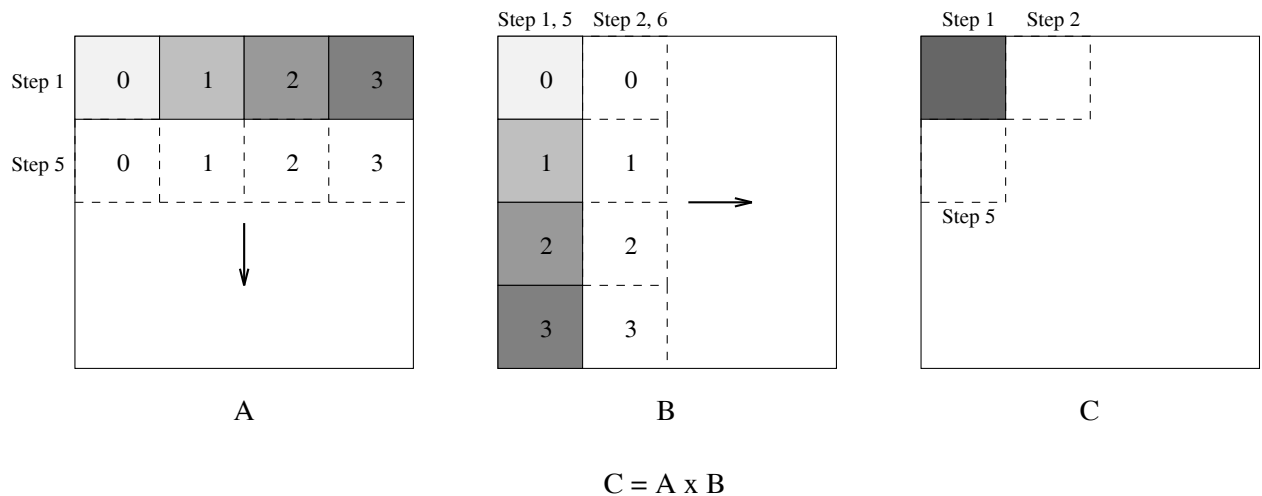 Step 1, 5 Step 2, 6 Step 1 Step 2
Step 1 0 1 2 3 0 0
Step 5 0 1 2 3 1 1
Step 5
2 2
3 3
A B C
C = A x B